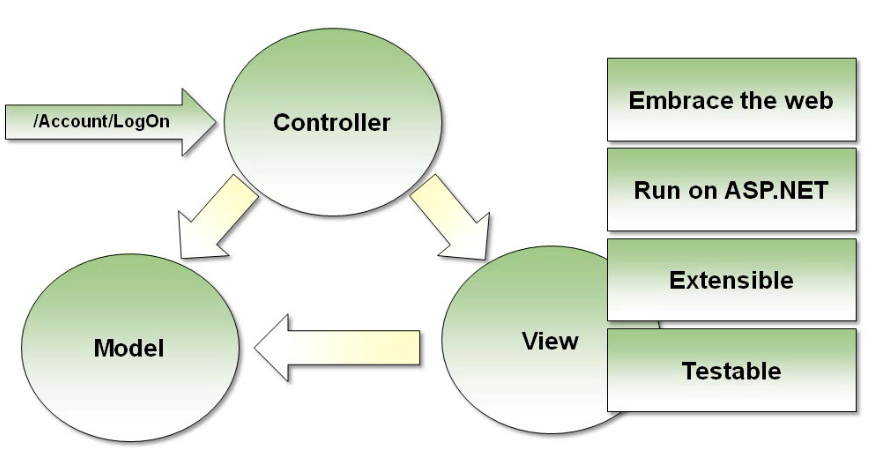 /Account/LogOn
Controller
Model
View
Embrace the web
Run on ASP.NET
Extensible
Testable